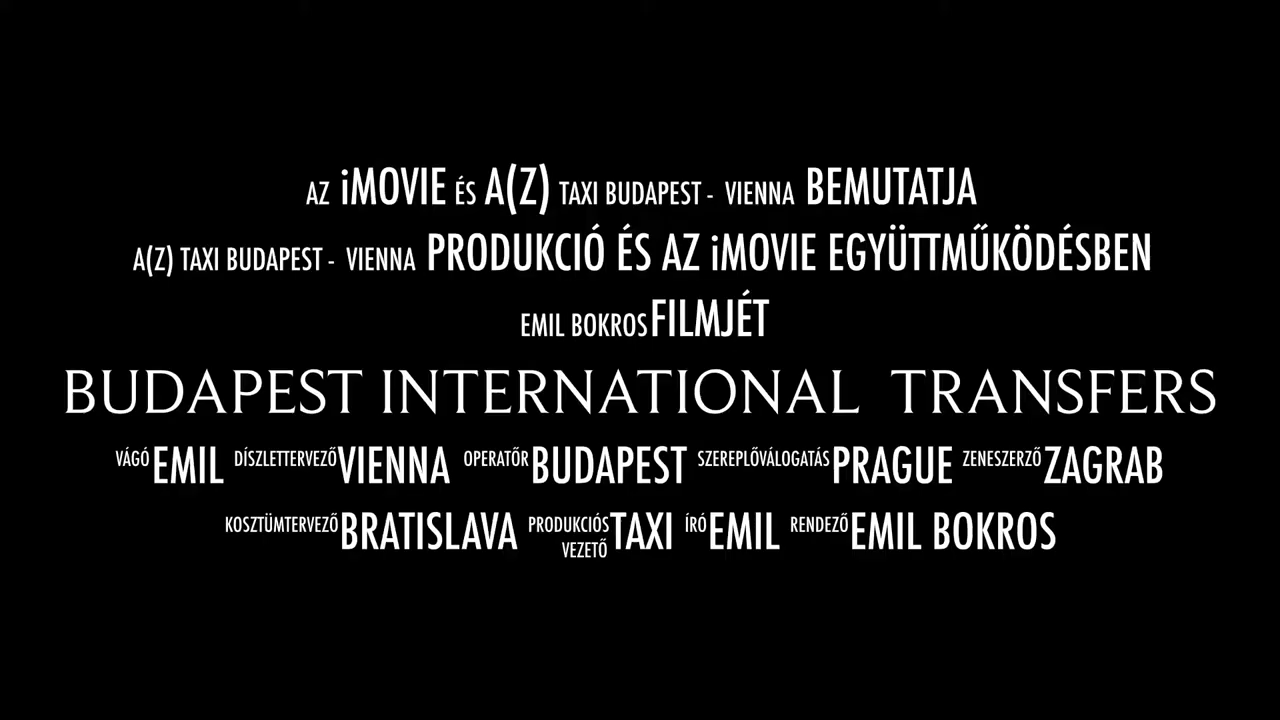 AZ iMOVIE ÉS A(Z) TAXI BUDAPEST - VIENNA BEMUTATJA
A(Z) TAXI BUDAPEST - VIENNA PRODUKCIÓ ÉS AZ iMOVIE EGYÜTTMŰKÖDÉSBEN
EMIL BOKROS FILMJÉT
BUDAPEST INTERNATIONAL TRANSFERS
VÁGÓ EMIL DÍSZLETTERVEZŐ VIENNA OPERATŐR BUDAPEST SZEREPLŐVÁLOGATÁS PRAGUE ZENESZERZŐ ZAGRAB
KOSZTÜMTERVEZŐ BRATISLAVA PRODUKCIÓS VEZETŐ TAXI ÍRÓ EMIL RENDEZŐ EMIL BOKROS